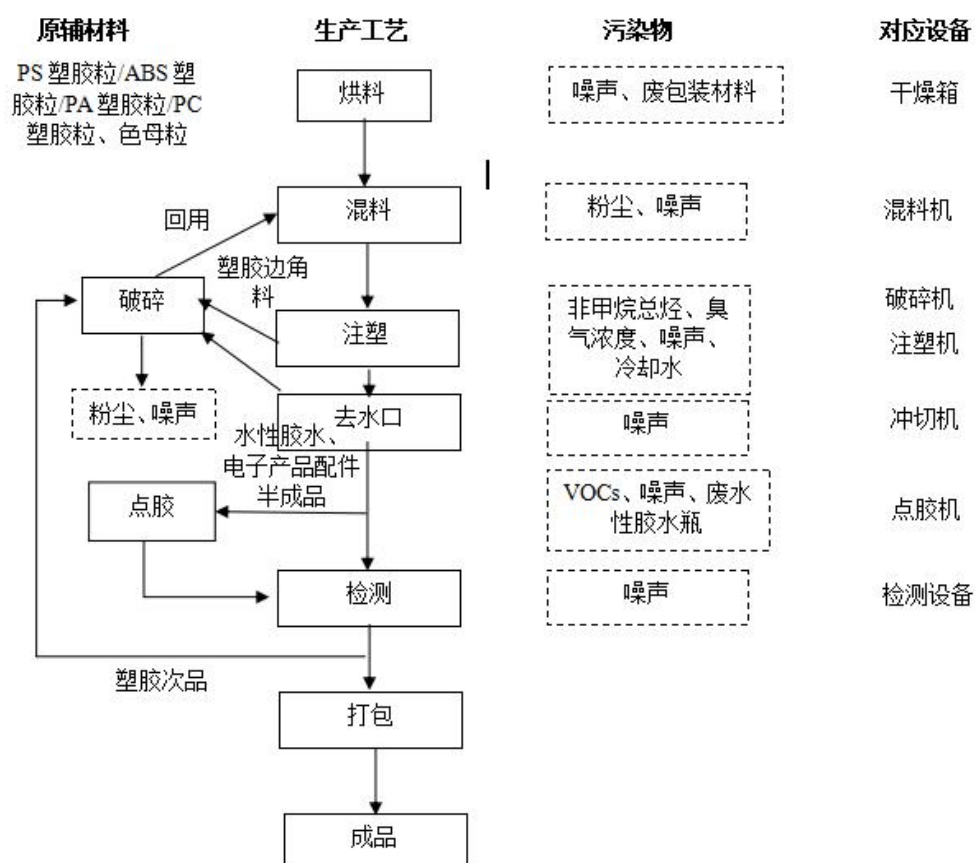 原辅材料
生产工艺
污染物
对应设备
PS 塑胶粒/ABS 塑
胶粒/PA 塑胶粒/PC
塑胶粒、色母粒
烘料
噪声、废包装材料
干燥箱
混料
粉尘、噪声
混料机
回用
塑胶边角
料
破碎
注塑
非甲烷总烃、臭
气浓度、噪声、
冷却水
破碎机
注塑机
粉尘、噪声
去水口
噪声
冲切机
水性胶水、
电子产品配件
半成品
点胶
VOCs、噪声、废水
性胶水瓶
点胶机
检测
噪声
检测设备
塑胶次品
打包
成品